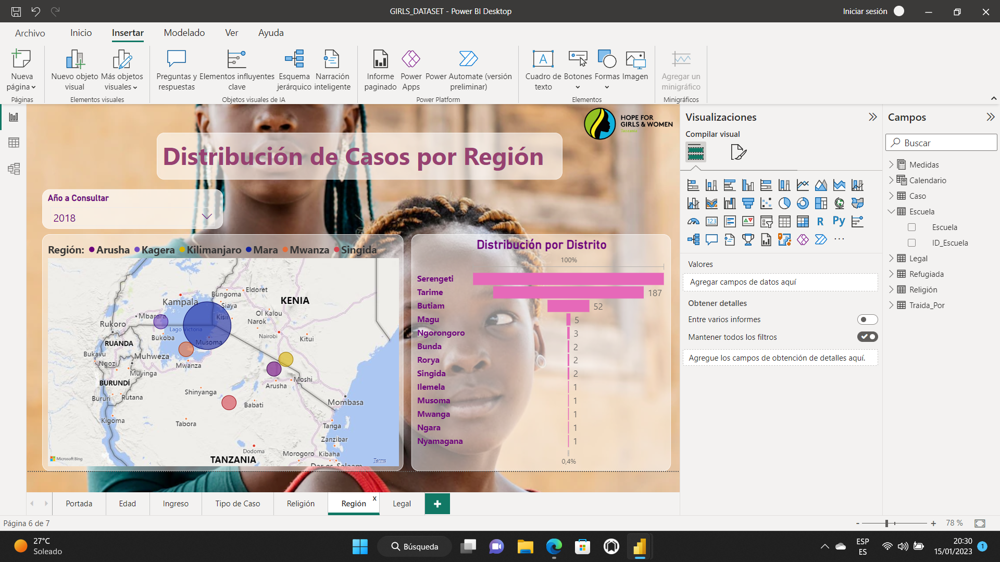 GIRLS_DATASET - Power BI Desktop
Iniciar sesión
Archivo Inicio Insertar Modelado Ver Ayuda
Nueva página
Nuevo objeto visual
Más objetos visuales
Preguntas y respuestas
Elementos influyentes clave
Esquema jerárquico
Narración inteligente
Informe paginado
Power Apps
Power Automate (versión preliminar)
Cuadro de texto
Botones
Formas
Imagen
Agregar un minigráfico
Páginas
Elementos visuales
Objetos visuales de IA
Power Platform
Elementos
Minigráficos
HOPE FOR
GIRLS & WOMEN
Tanzania
Distribución de Casos por Región
Año a Consultar
2018
Región: Arusha Kagera Kilimanjaro Mara Mwanza Singida
Eldoret
Bungoma
KENIA
Kampala
Siaya
Ol Kalou
Mbarara
Kisii
Narok
Rukoro
Lago Victoria
Nairobi
Bukoba
Kitui
RUANDA
Musoma
Bukavu
Muhweza
Ngozi
Mwanza
Muyinga
Moshi
BURUNDÍ
Arusha
Shinyanga
Bururi
Rutana
Babati
Mombasa
Kigoma
Tabora
Tanga
Zanzíbar
Dodoma
Morogoro
Kibaha
TANZANIA
Dar es Salaam
Microsoft Bing
Terms
Distribución por Distrito
100%
Serengeti
Tarime 187
Butiam 52
Magu 5
Ngorongoro 3
Bunda 2
Rorya 2
Singida 2
Ilemela 1
Musoma 1
Mwanga 1
Ngara 1
Nyamagana 1
0,4%
Visualizaciones
Compilar visual
123
R
Py
Valores
Agregar campos de datos aquí
Obtener detalles
Entre varios informes
Mantener todos los filtros
Agregue los campos de obtención de detalles aquí.
Campos
Buscar
Medidas
Calendario
Caso
Escuela
Escuela
ID_Escuela
Legal
Refugiada
Religión
Traida_Por
Portada Edad Ingreso Tipo de Caso Religión Región x Legal
Página 6 de 7
- + 78 %
27°C
Soleado
Búsqueda
ESP
ES
20:30
15/01/2023
1